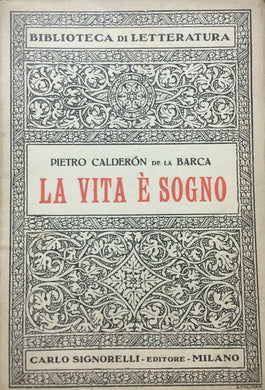 BIBLIOTECA DI LETTERATURA
PIETRO CALDERÓN DE LA BARCA
LA VITA È SOGNO
CARLO SIGNORELLI - EDITORE - MILANO